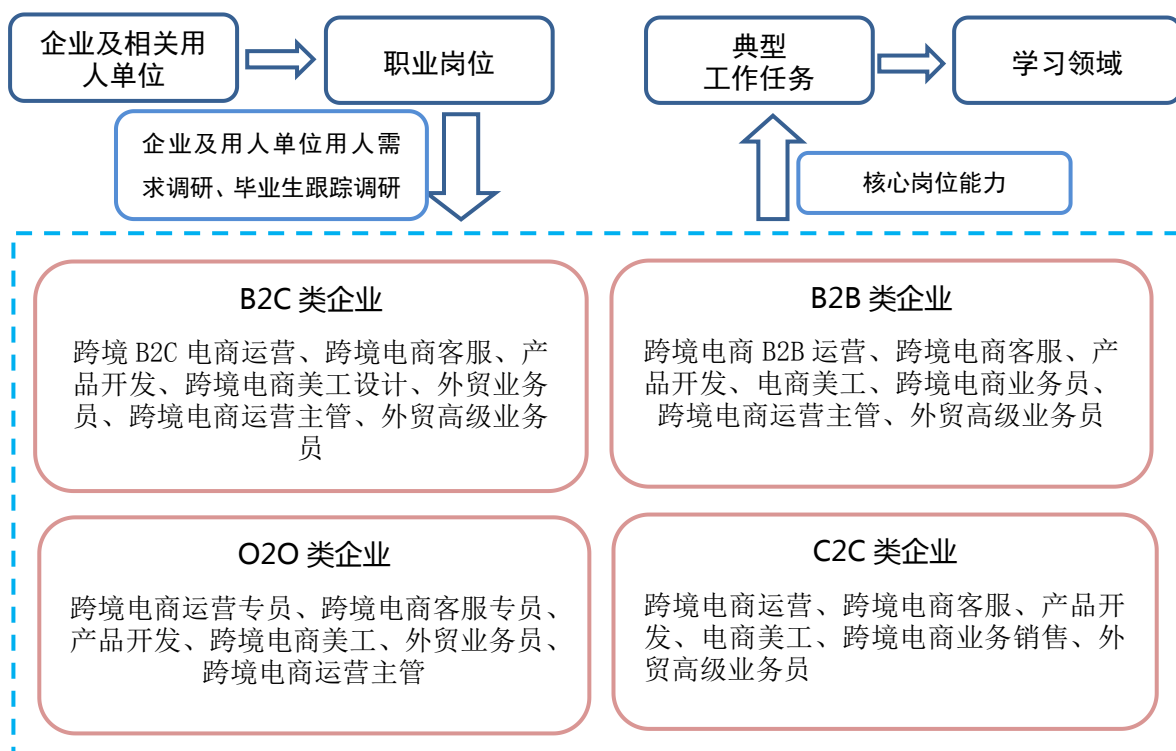 企业及相关用
人单位
职业岗位
典型
工作任务
学习领域
企业及用人单位用人需
求调研、毕业生跟踪调研
核心岗位能力
B2C 类企业
跨境 B2C 电商运营、跨境电商客服、产
品开发、跨境电商美工设计、外贸业务
员、跨境电商运营主管、外贸高级业务
员
B2B 类企业
跨境电商 B2B 运营、跨境电商客服、产
品开发、电商美工、跨境电商业务员、
跨境电商运营主管、外贸高级业务员
O2O 类企业
跨境电商运营专员、跨境电商客服专员、
产品开发、跨境电商美工、外贸业务员、
跨境电商运营主管
C2C 类企业
跨境电商运营、跨境电商客服、产品开
发、电商美工、跨境电商业务销售、外
贸高级业务员